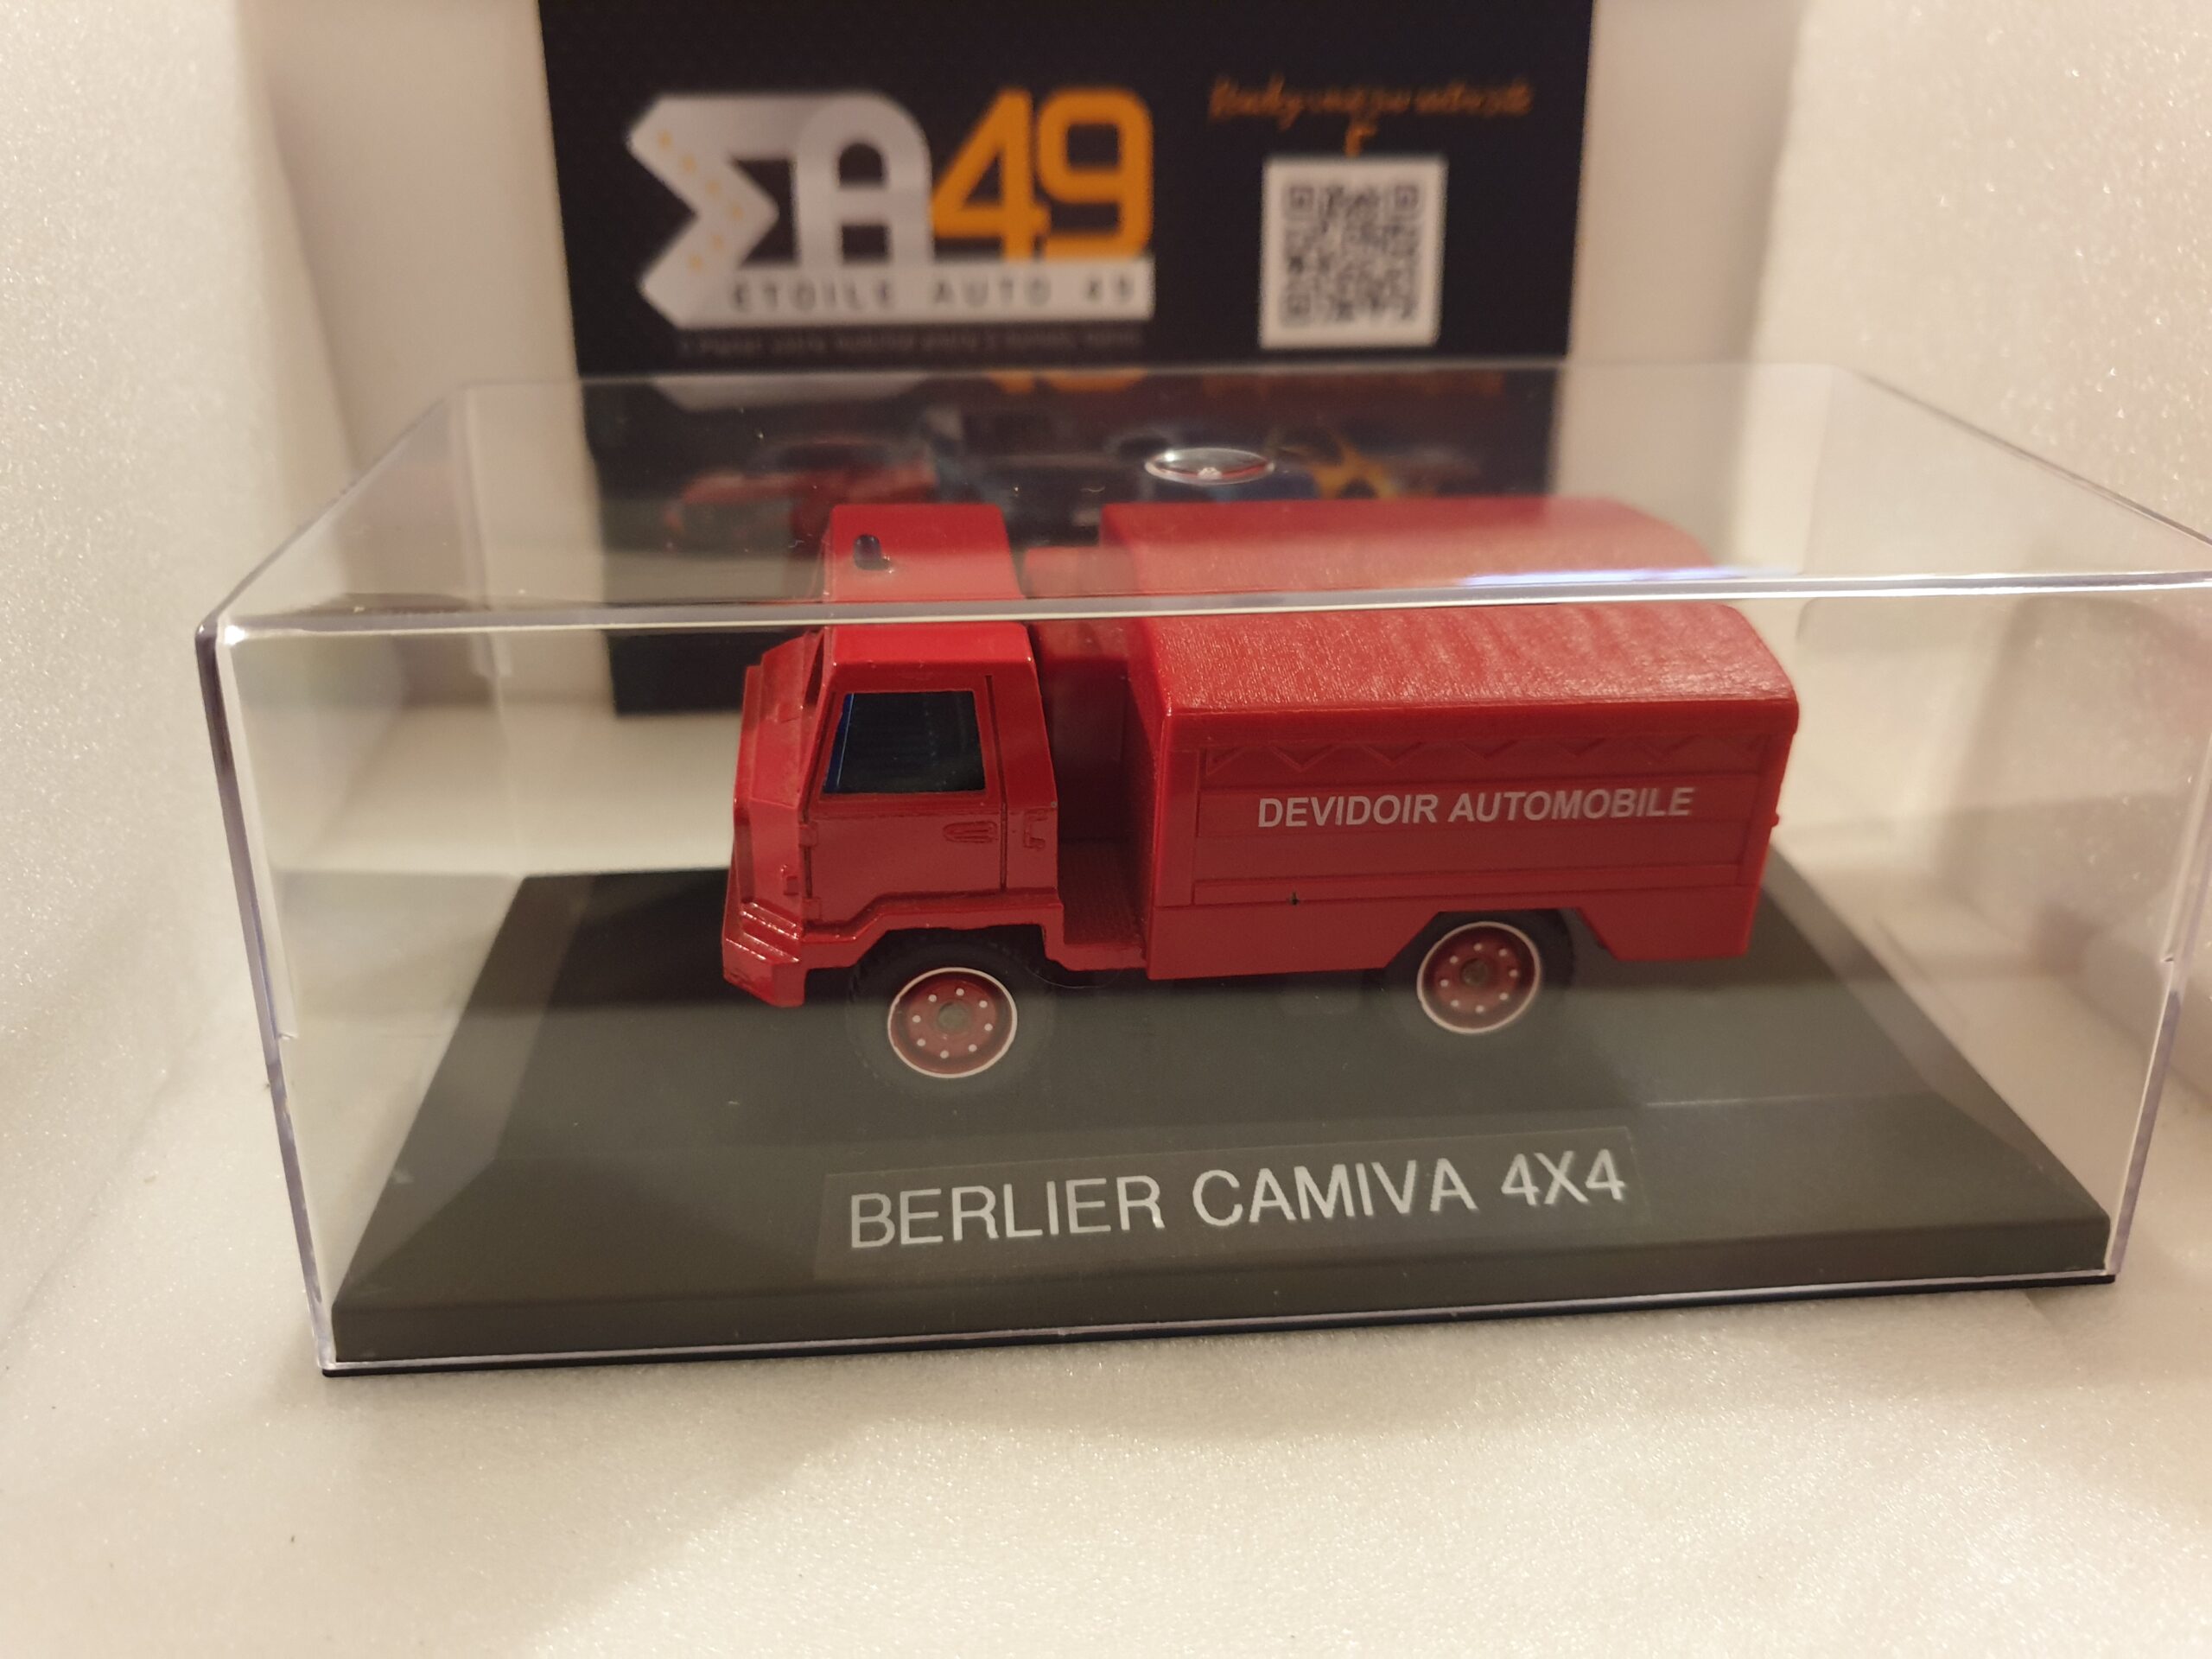 EA49
ETOILE AUTO 49
DEVIDOIR AUTOMOBILE
BERLIER CAMIVA 4X4